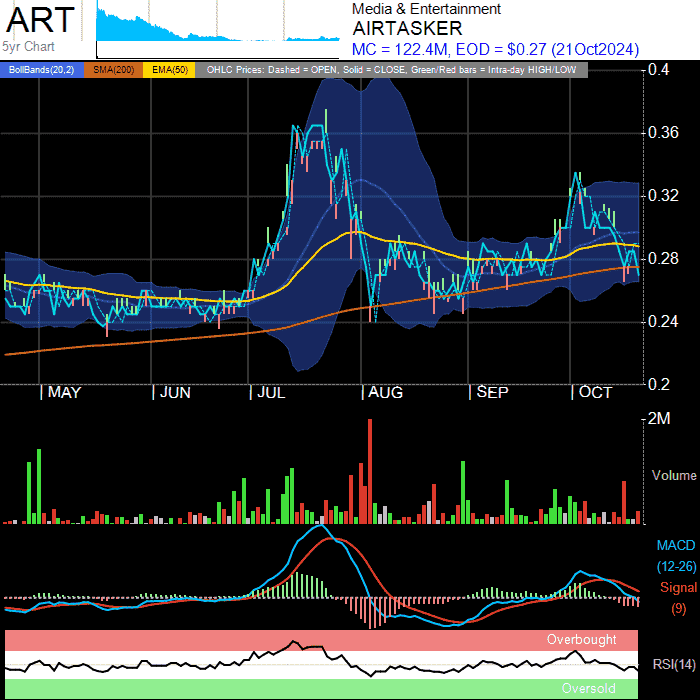 ART
5yr Chart
Media & Entertainment
AIRTASKER
MC = 122.4M, EOD = $0.27 (21Oct2024)
BollBands(20,2) SMA(200) EMA(50) OHLC Prices: Dashed = OPEN, Solid = CLOSE, Green/Red bars = Intra-day HIGH/LOW
0.4
0.36
0.32
0.28
0.24
0.2
MAY JUN JUL AUG SEP OCT
2M
Volume
MACD
(12-26)
Signal
(9)
Overbought
RSI(14)
Oversold